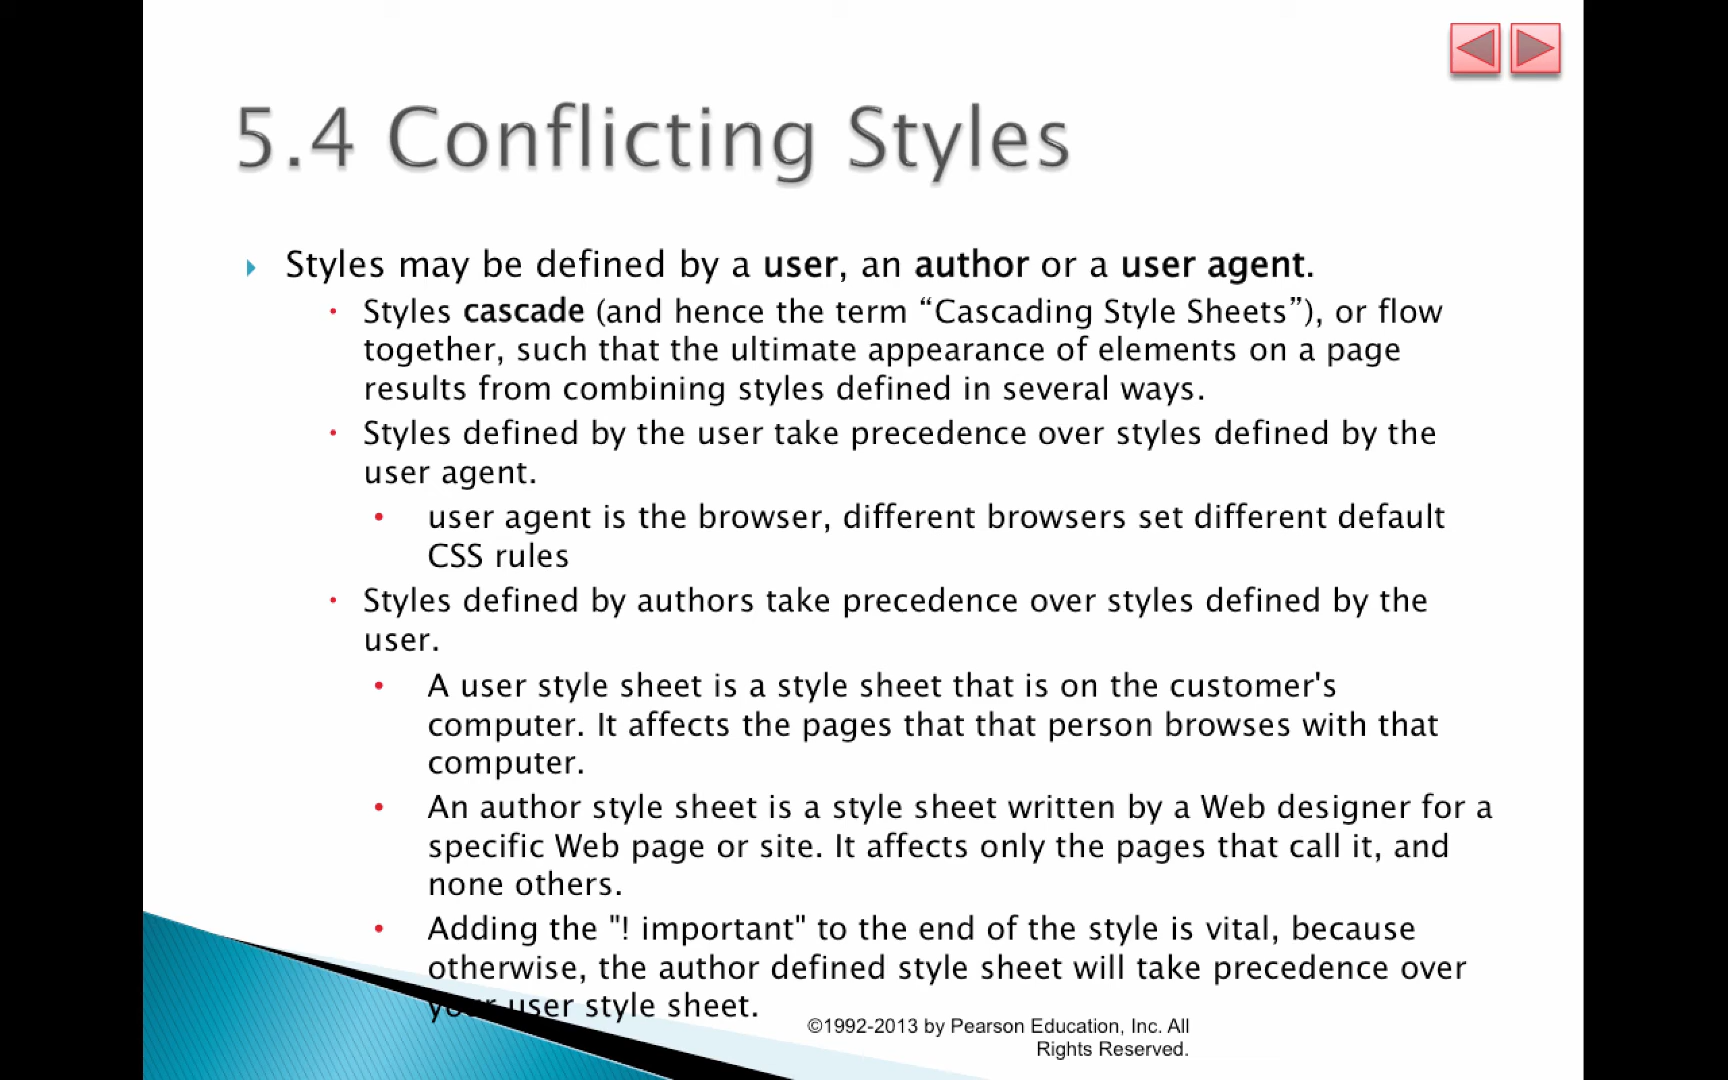 5.4 Conflicting Styles
Styles may be defined by a user, an author or a user agent.
Styles cascade (and hence the term “Cascading Style Sheets”), or flow
together, such that the ultimate appearance of elements on a page
results from combining styles defined in several ways.
Styles defined by the user take precedence over styles defined by the
user agent.
user agent is the browser, different browsers set different default
CSS rules
Styles defined by authors take precedence over styles defined by the
user.
A user style sheet is a style sheet that is on the customer's
computer. It affects the pages that that person browses with that
computer.
An author style sheet is a style sheet written by a Web designer for a
specific Web page or site. It affects only the pages that call it, and
none others.
Adding the "! important" to the end of the style is vital, because
otherwise, the author defined style sheet will take precedence over
your user style sheet.
©1992-2013 by Pearson Education, Inc. All
Rights Reserved.